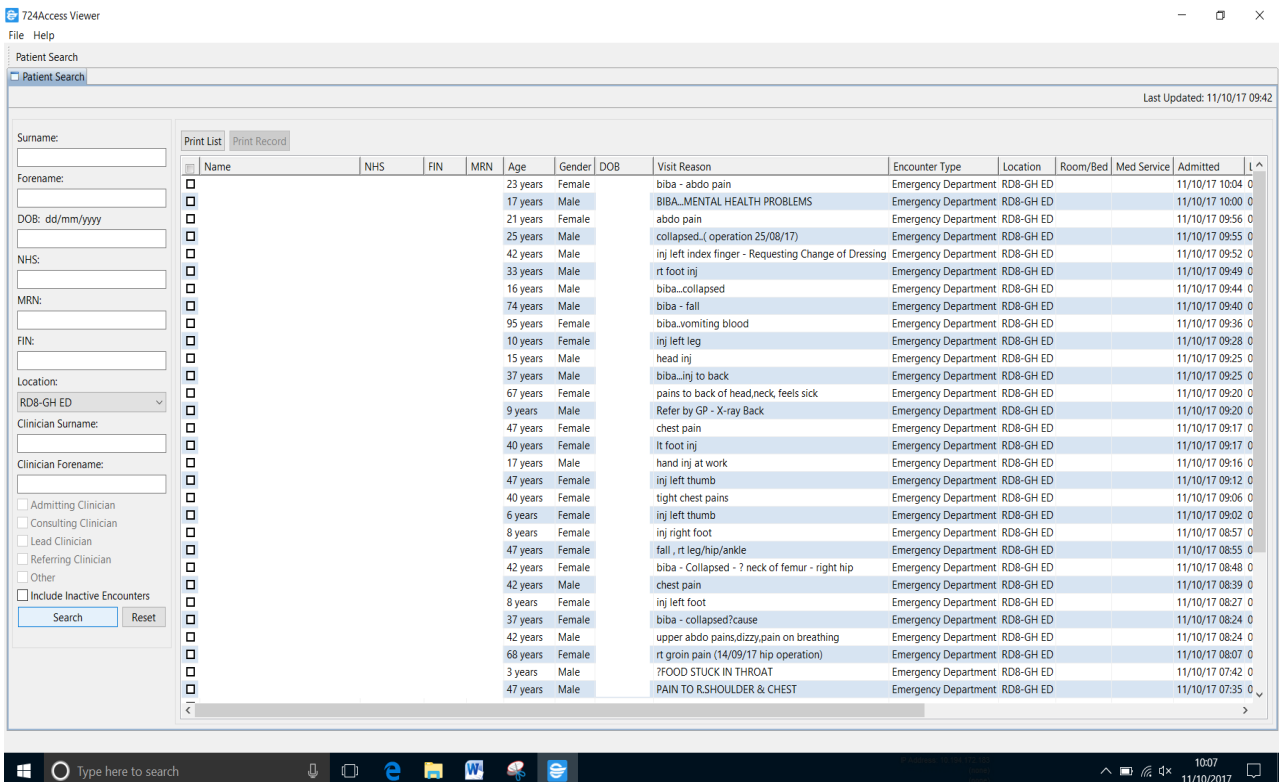 724Access Viewer
File Help
Patient Search
Patient Search
Last Updated: 11/10/17 09:42
Surname:
Forename:
DOB: dd/mm/yyyy
NHS:
MRN:
FIN:
Location:
RD8-GH ED
Clinician Surname:
Clinician Forename:
Admitting Clinician
Consulting Clinician
Lead Clinician
Referring Clinician
Other
Include Inactive Encounters
Search Reset
Print List Print Record
Name NHS FIN MRN Age Gender DOB Visit Reason Encounter Type Location Room/Bed Med Service Admitted L
23 years Female biba - abdo pain Emergency Department RD8-GH ED 11/10/17 10:04 0
17 years Male BIBA...MENTAL HEALTH PROBLEMS Emergency Department RD8-GH ED 11/10/17 10:00 0
21 years Female abdo pain Emergency Department RD8-GH ED 11/10/17 09:56 0
25 years Male collapsed..( operation 25/08/17) Emergency Department RD8-GH ED 11/10/17 09:55 0
42 years Male inj left index finger - Requesting Change of Dressing Emergency Department RD8-GH ED 11/10/17 09:52 0
33 years Male rt foot inj Emergency Department RD8-GH ED 11/10/17 09:49 0
16 years Male biba...collapsed Emergency Department RD8-GH ED 11/10/17 09:44 0
74 years Male biba - fall Emergency Department RD8-GH ED 11/10/17 09:40 0
95 years Female biba..vomiting blood Emergency Department RD8-GH ED 11/10/17 09:36 0
10 years Female inj left leg Emergency Department RD8-GH ED 11/10/17 09:28 0
15 years Male head inj Emergency Department RD8-GH ED 11/10/17 09:25 0
37 years Male biba...inj to back Emergency Department RD8-GH ED 11/10/17 09:25 0
67 years Female pains to back of head,neck, feels sick Emergency Department RD8-GH ED 11/10/17 09:20 0
9 years Male Refer by GP - X-ray Back Emergency Department RD8-GH ED 11/10/17 09:20 0
47 years Female chest pain Emergency Department RD8-GH ED 11/10/17 09:17 0
40 years Female lt foot inj Emergency Department RD8-GH ED 11/10/17 09:17 0
17 years Male hand inj at work Emergency Department RD8-GH ED 11/10/17 09:16 0
47 years Female inj left thumb Emergency Department RD8-GH ED 11/10/17 09:12 0
40 years Female tight chest pains Emergency Department RD8-GH ED 11/10/17 09:06 0
6 years Female inj left thumb Emergency Department RD8-GH ED 11/10/17 09:02 0
8 years Female inj right foot Emergency Department RD8-GH ED 11/10/17 08:57 0
47 years Female fall , rt leg/hip/ankle Emergency Department RD8-GH ED 11/10/17 08:55 0
42 years Female biba - Collapsed - ? neck of femur - right hip Emergency Department RD8-GH ED 11/10/17 08:48 0
42 years Male chest pain Emergency Department RD8-GH ED 11/10/17 08:39 0
8 years Female inj left foot Emergency Department RD8-GH ED 11/10/17 08:27 0
37 years Female biba - collapsed?cause Emergency Department RD8-GH ED 11/10/17 08:24 0
42 years Male upper abdo pains,dizzy,pain on breathing Emergency Department RD8-GH ED 11/10/17 08:24 0
68 years Female rt groin pain (14/09/17 hip operation) Emergency Department RD8-GH ED 11/10/17 08:07 0
3 years Male ?FOOD STUCK IN THROAT Emergency Department RD8-GH ED 11/10/17 07:42 0
47 years Male PAIN TO R.SHOULDER & CHEST Emergency Department RD8-GH ED 11/10/17 07:35 0
Type here to search
10:07
11/10/2017